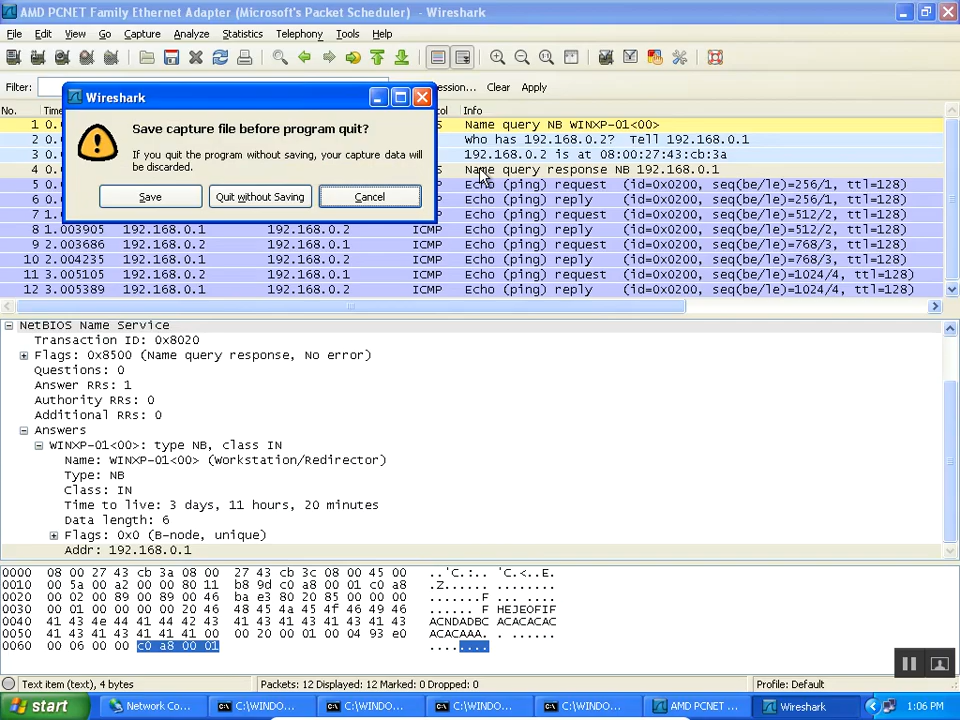 AMD PCNET Family Ethernet Adapter (Microsoft's Packet Scheduler) - Wireshark
File Edit View Go Capture Analyze Statistics Telephony Tools Help
Filter: ession... Clear Apply
No. Time Info
1 0. Name query NB WINXP-01<00>
2 0. who has 192.168.0.2? Tell 192.168.0.1
3 0. 192.168.0.2 is at 08:00:27:43:cb:3a
4 0. Name query response NB 192.168.0.1
5 0. Echo (ping) request (id=0x0200, seq(be/le)=256/1, ttl=128)
6 0. Echo (ping) reply (id=0x0200, seq(be/le)=256/1, ttl=128)
7 1. Echo (ping) request (id=0x0200, seq(be/le)=512/2, ttl=128)
8 1.003905 192.168.0.1 192.168.0.2 ICMP Echo (ping) reply (id=0x0200, seq(be/le)=512/2, ttl=128)
9 2.003686 192.168.0.2 192.168.0.1 ICMP Echo (ping) request (id=0x0200, seq(be/le)=768/3, ttl=128)
10 2.004235 192.168.0.1 192.168.0.2 ICMP Echo (ping) reply (id=0x0200, seq(be/le)=768/3, ttl=128)
11 3.005105 192.168.0.2 192.168.0.1 ICMP Echo (ping) request (id=0x0200, seq(be/le)=1024/4, ttl=128)
12 3.005389 192.168.0.1 192.168.0.2 ICMP Echo (ping) reply (id=0x0200, seq(be/le)=1024/4, ttl=128)
Wireshark
Save capture file before program quit?
If you quit the program without saving, your capture data will
be discarded.
Save Quit without Saving Cancel
NetBIOS Name Service
Transaction ID: 0x8020
Flags: 0x8500 (Name query response, No error)
Questions: 0
Answer RRs: 1
Authority RRs: 0
Additional RRs: 0
Answers
WINXP-01<00>: type NB, class IN
Name: WINXP-01<00> (Workstation/Redirector)
Type: NB
Class: IN
Time to live: 3 days, 11 hours, 20 minutes
Data length: 6
Flags: 0x0 (B-node, unique)
Addr: 192.168.0.1
0000 08 00 27 43 cb 3a 08 00 27 43 cb 3c 08 00 45 00 ..'C.:.. 'C.<..E.
0010 00 5a 00 a2 00 00 80 11 b8 9d c0 a8 00 01 c0 a8 .Z...... ........
0020 00 02 00 89 00 89 00 46 ba e3 80 20 85 00 00 00 .......F ... ....
0030 00 01 00 00 00 00 20 46 48 45 4a 45 4f 46 49 46 ...... F HEJEOFIF
0040 41 43 4e 44 41 44 42 43 41 43 41 43 41 43 41 43 ACNDADBC ACACACAC
0050 41 43 41 43 41 41 41 00 00 20 00 01 00 04 93 e0 ACACAAA. . ......
0060 00 06 00 00 c0 a8 00 01 ........
Text item (text), 4 bytes Packets: 12 Displayed: 12 Marked: 0 Dropped: 0 Profile: Default
start Network Co... C:\WINDO... C:\WINDO... C:\WINDO... C:\WINDO... AMD PCNET ... Wireshark 1:06 PM